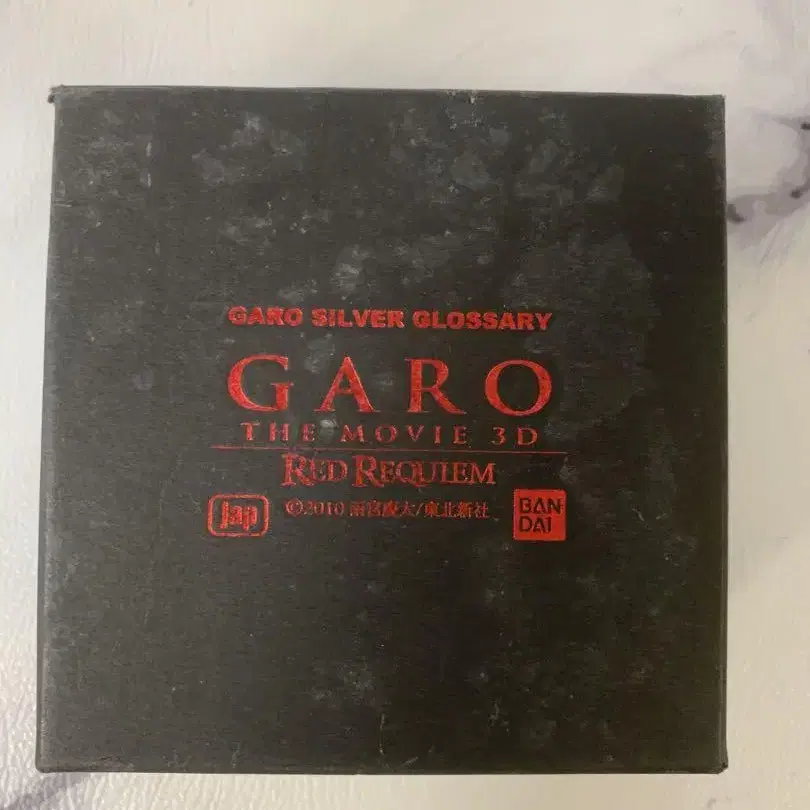 GARO SILVER GLOSSARY
GARO
THE MOVIE 3D
RED REQUIEM
jap ©2010 雨宮慶太/東北新社 BAN
DAI